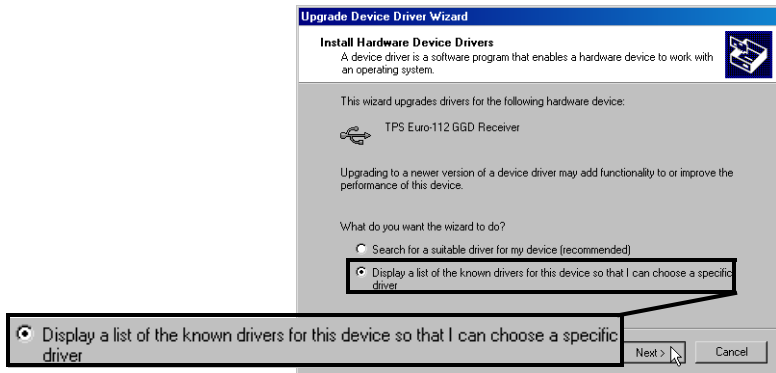 Upgrade Device Driver Wizard
Install Hardware Device Drivers
A device driver is a software program that enables a hardware device to work with
an operating system.
This wizard upgrades drivers for the following hardware device:
TPS Euro-112 GGD Receiver
Upgrading to a newer version of a device driver may add functionality to or improve the
performance of this device.
What do you want the wizard to do?
Search for a suitable driver for my device (recommended)
Display a list of the known drivers for this device so that I can choose a specific
driver
Display a list of the known drivers for this device so that I can choose a specific
driver
Next >
Cancel